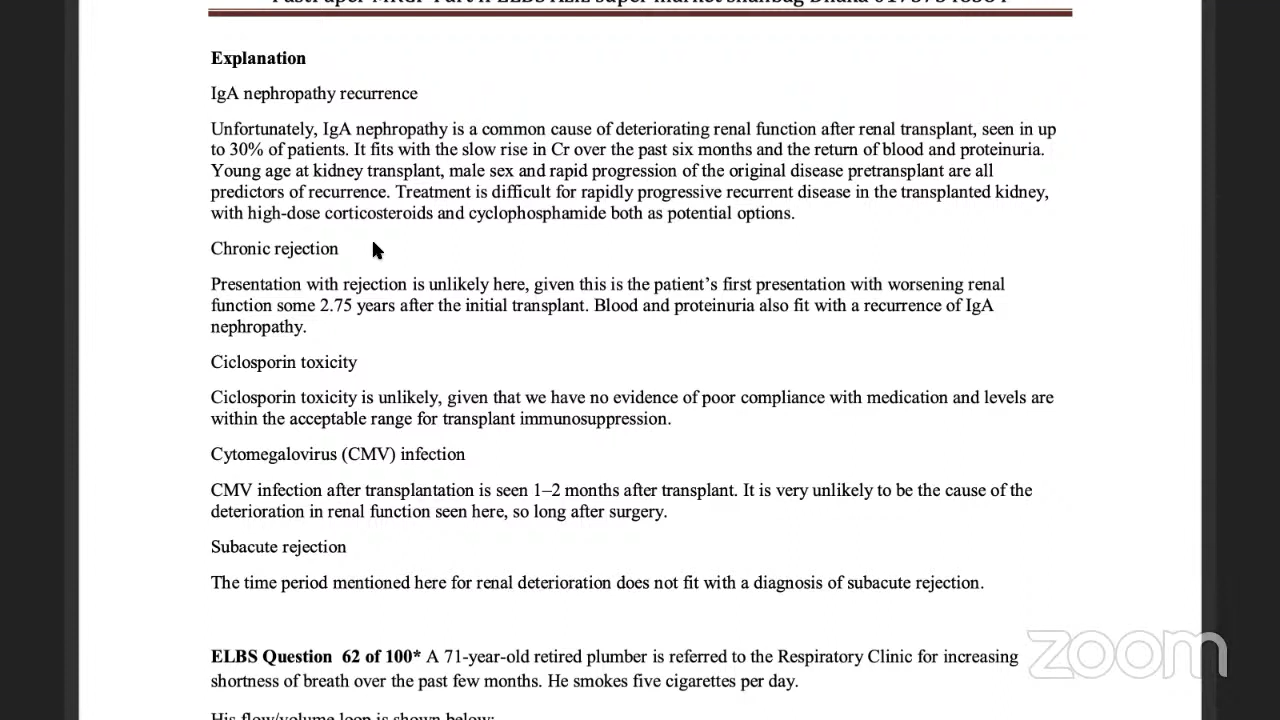 Explanation
IgA nephropathy recurrence
Unfortunately, IgA nephropathy is a common cause of deteriorating renal function after renal transplant, seen in up
to 30% of patients. It fits with the slow rise in Cr over the past six months and the return of blood and proteinuria.
Young age at kidney transplant, male sex and rapid progression of the original disease pretransplant are all
predictors of recurrence. Treatment is difficult for rapidly progressive recurrent disease in the transplanted kidney,
with high-dose corticosteroids and cyclophosphamide both as potential options.
Chronic rejection
Presentation with rejection is unlikely here, given this is the patient’s first presentation with worsening renal
function some 2.75 years after the initial transplant. Blood and proteinuria also fit with a recurrence of IgA
nephropathy.
Ciclosporin toxicity
Ciclosporin toxicity is unlikely, given that we have no evidence of poor compliance with medication and levels are
within the acceptable range for transplant immunosuppression.
Cytomegalovirus (CMV) infection
CMV infection after transplantation is seen 1–2 months after transplant. It is very unlikely to be the cause of the
deterioration in renal function seen here, so long after surgery.
Subacute rejection
The time period mentioned here for renal deterioration does not fit with a diagnosis of subacute rejection.
ELBS Question 62 of 100* A 71-year-old retired plumber is referred to the Respiratory Clinic for increasing
shortness of breath over the past few months. He smokes five cigarettes per day.
His flow/volume loop is shown below:
zoom